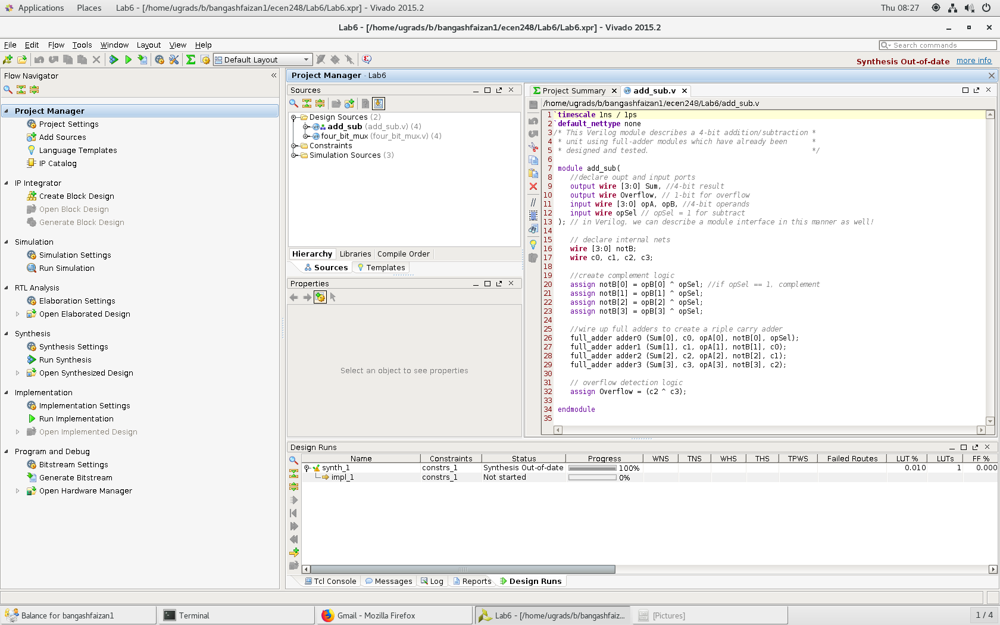 Applications Places Lab6 - [/home/ugrads/b/bangashfaizan1/ecen248/Lab6/Lab6.xpr] - Vivado 2015.2 Thu 08:27
Lab6 - [/home/ugrads/b/bangashfaizan1/ecen248/Lab6/Lab6.xpr] - Vivado 2015.2
File Edit Flow Tools Window Layout View Help Search commands
Default Layout Synthesis Out-of-date more info
Flow Navigator
Project Manager
Project Settings
Add Sources
Language Templates
IP Catalog
IP Integrator
Create Block Design
Open Block Design
Generate Block Design
Simulation
Simulation Settings
Run Simulation
RTL Analysis
Elaboration Settings
Open Elaborated Design
Synthesis
Synthesis Settings
Run Synthesis
Open Synthesized Design
Implementation
Implementation Settings
Run Implementation
Open Implemented Design
Program and Debug
Bitstream Settings
Generate Bitstream
Open Hardware Manager
Project Manager - Lab6
Sources
Design Sources (2)
add_sub (add_sub.v) (4)
four_bit_mux (four_bit_mux.v) (4)
Constraints
Simulation Sources (3)
Hierarchy Libraries Compile Order
Sources Templates
Properties
Select an object to see properties
Project Summary add_sub.v
/home/ugrads/b/bangashfaizan1/ecen248/Lab6/add_sub.v
1 `timescale 1ns / 1ps
2 `default_nettype none
3 /* This Verilog module describes a 4-bit addition/subtraction *
4 * unit using full-adder modules which have already been *
5 * designed and tested. */
6
7 module add_sub(
8 //declare oupt and input ports
9 output wire [3:0] Sum, //4-bit result
10 output wire Overflow, // 1-bit for overflow
11 input wire [3:0] opA, opB, //4-bit operands
12 input wire opSel // opSel = 1 for subtract
13 ); // in Verilog, we can describe a module interface in this manner as well!
14
15 // declare internal nets
16 wire [3:0] notB;
17 wire c0, c1, c2, c3;
18
19 //create complement logic
20 assign notB[0] = opB[0] ^ opSel; //if opSel == 1, complement
21 assign notB[1] = opB[1] ^ opSel;
22 assign notB[2] = opB[2] ^ opSel;
23 assign notB[3] = opB[3] ^ opSel;
24
25 //wire up full adders to create a riple carry adder
26 full_adder adder0 (Sum[0], c0, opA[0], notB[0], opSel);
27 full_adder adder1 (Sum[1], c1, opA[1], notB[1], c0);
28 full_adder adder2 (Sum[2], c2, opA[2], notB[2], c1);
29 full_adder adder3 (Sum[3], c3, opA[3], notB[3], c2);
30
31 // overflow detection logic
32 assign Overflow = (c2 ^ c3);
33
34 endmodule
35
Design Runs
Name Constraints Status Progress WNS TNS WHS THS TPWS Failed Routes LUT % LUTs FF %
synth_1 constrs_1 Synthesis Out-of-date 100% 0.010 1 0.000
impl_1 constrs_1 Not started 0%
Tcl Console Messages Log Reports Design Runs
Balance for bangashfaizan1 Terminal Gmail - Mozilla Firefox Lab6 - [/home/ugrads/b/bangashfaiz... [Pictures] 1 / 4